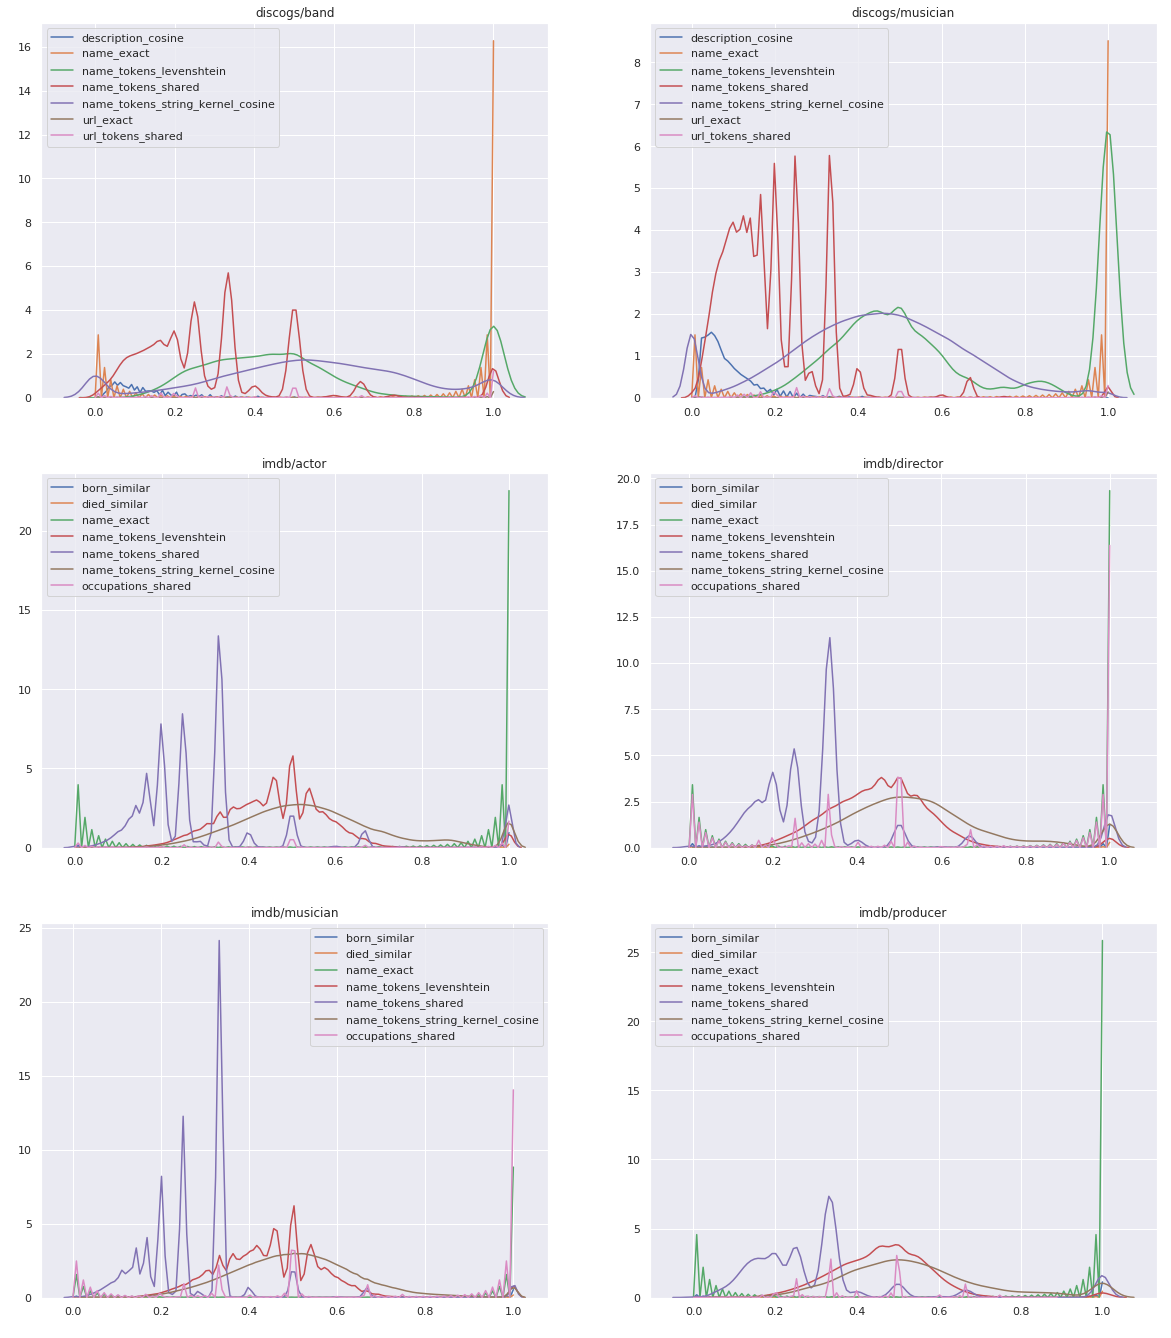 discogs/band
description_cosine
name_exact
name_tokens_levenshtein
name_tokens_shared
name_tokens_string_kernel_cosine
url_exact
url_tokens_shared
16
14
12
10
8
6
4
2
0
0.0 0.2 0.4 0.6 0.8 1.0
discogs/musician
description_cosine
name_exact
name_tokens_levenshtein
name_tokens_shared
name_tokens_string_kernel_cosine
url_exact
url_tokens_shared
8
7
6
5
4
3
2
1
0
0.0 0.2 0.4 0.6 0.8 1.0
imdb/actor
born_similar
died_similar
name_exact
name_tokens_levenshtein
name_tokens_shared
name_tokens_string_kernel_cosine
occupations_shared
20
15
10
5
0
0.0 0.2 0.4 0.6 0.8 1.0
imdb/director
born_similar
died_similar
name_exact
name_tokens_levenshtein
name_tokens_shared
name_tokens_string_kernel_cosine
occupations_shared
20.0
17.5
15.0
12.5
10.0
7.5
5.0
2.5
0.0
0.0 0.2 0.4 0.6 0.8 1.0
imdb/musician
born_similar
died_similar
name_exact
name_tokens_levenshtein
name_tokens_shared
name_tokens_string_kernel_cosine
occupations_shared
25
20
15
10
5
0
0.0 0.2 0.4 0.6 0.8 1.0
imdb/producer
born_similar
died_similar
name_exact
name_tokens_levenshtein
name_tokens_shared
name_tokens_string_kernel_cosine
occupations_shared
25
20
15
10
5
0
0.0 0.2 0.4 0.6 0.8 1.0